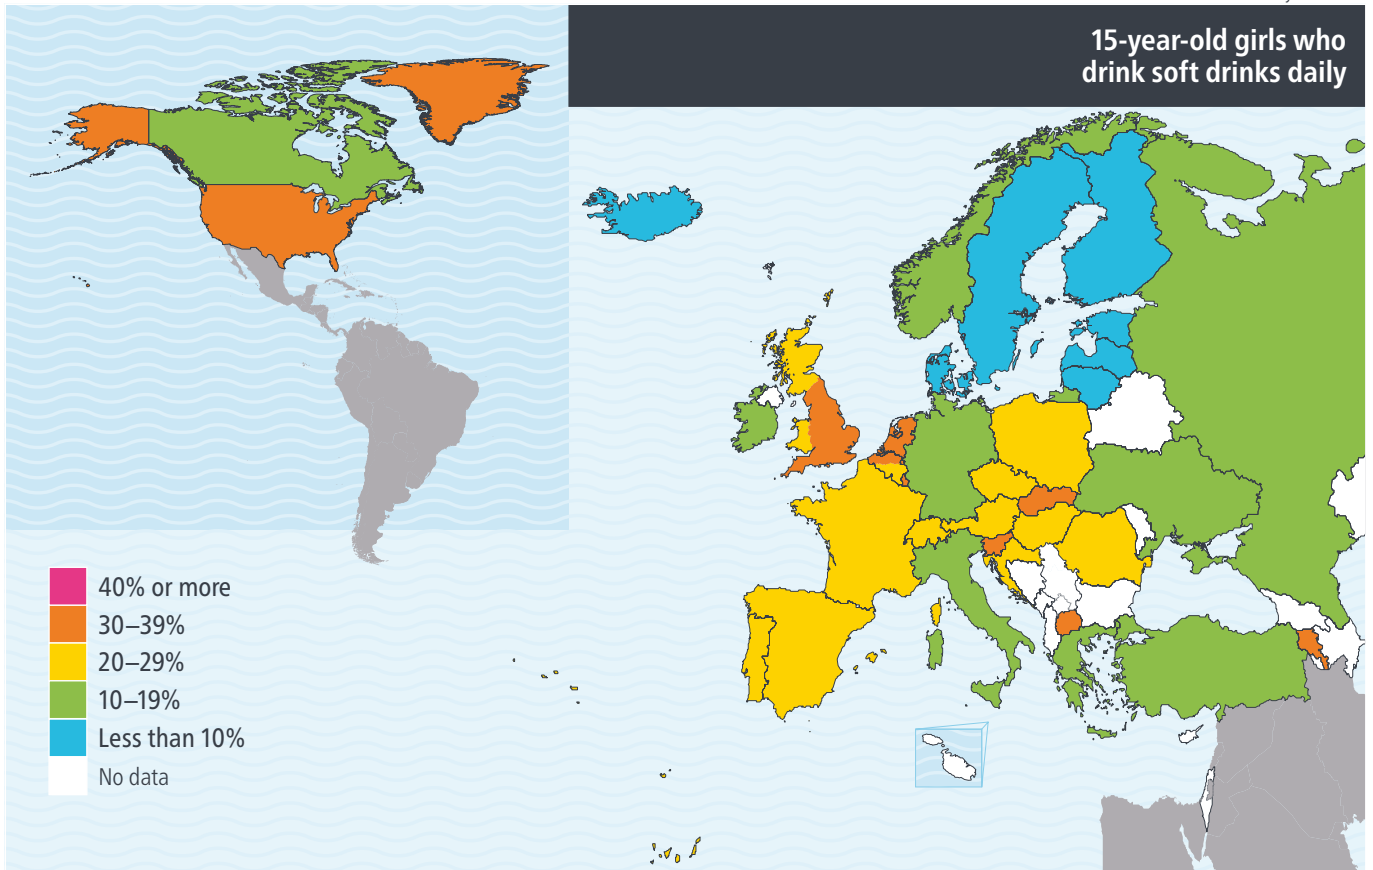 15-year-old girls who
drink soft drinks daily
40% or more
30–39%
20–29%
10–19%
Less than 10%
No data